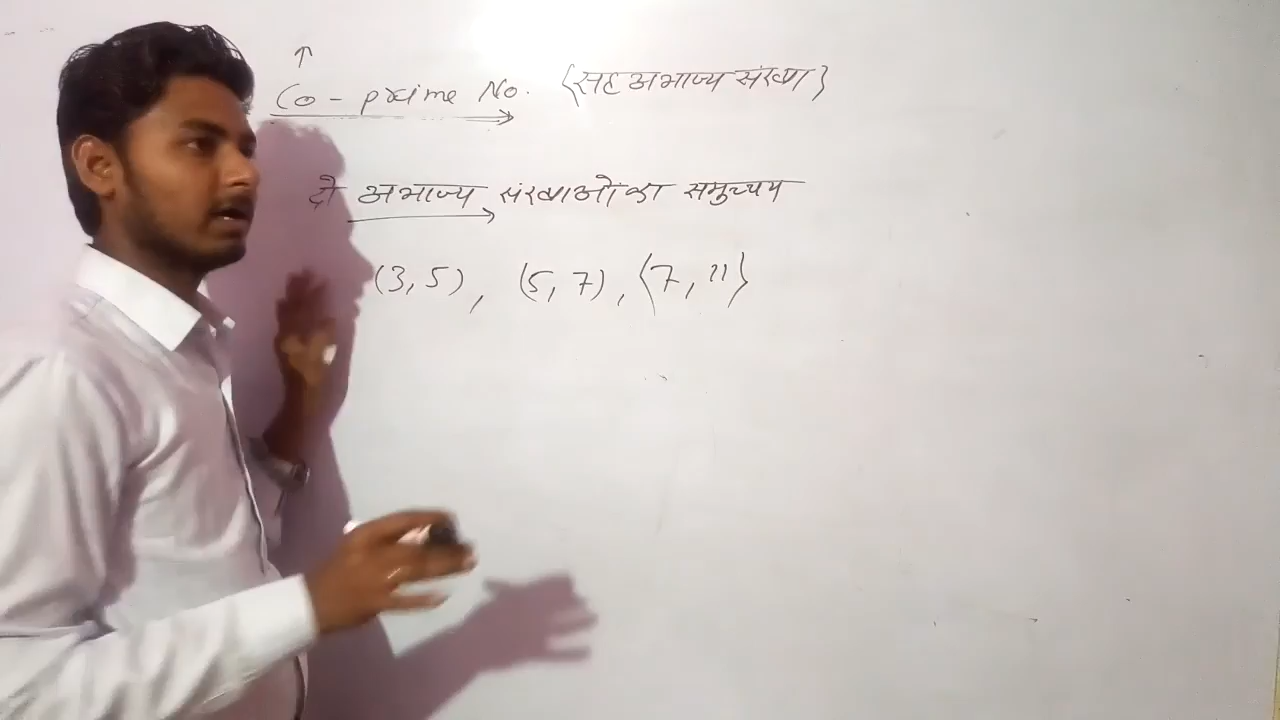 Co-prime No. {सह अभाज्य संख्या}
दो अभाज्य संख्याओं का समुच्चय
(3, 5), (5, 7), {7, 11}